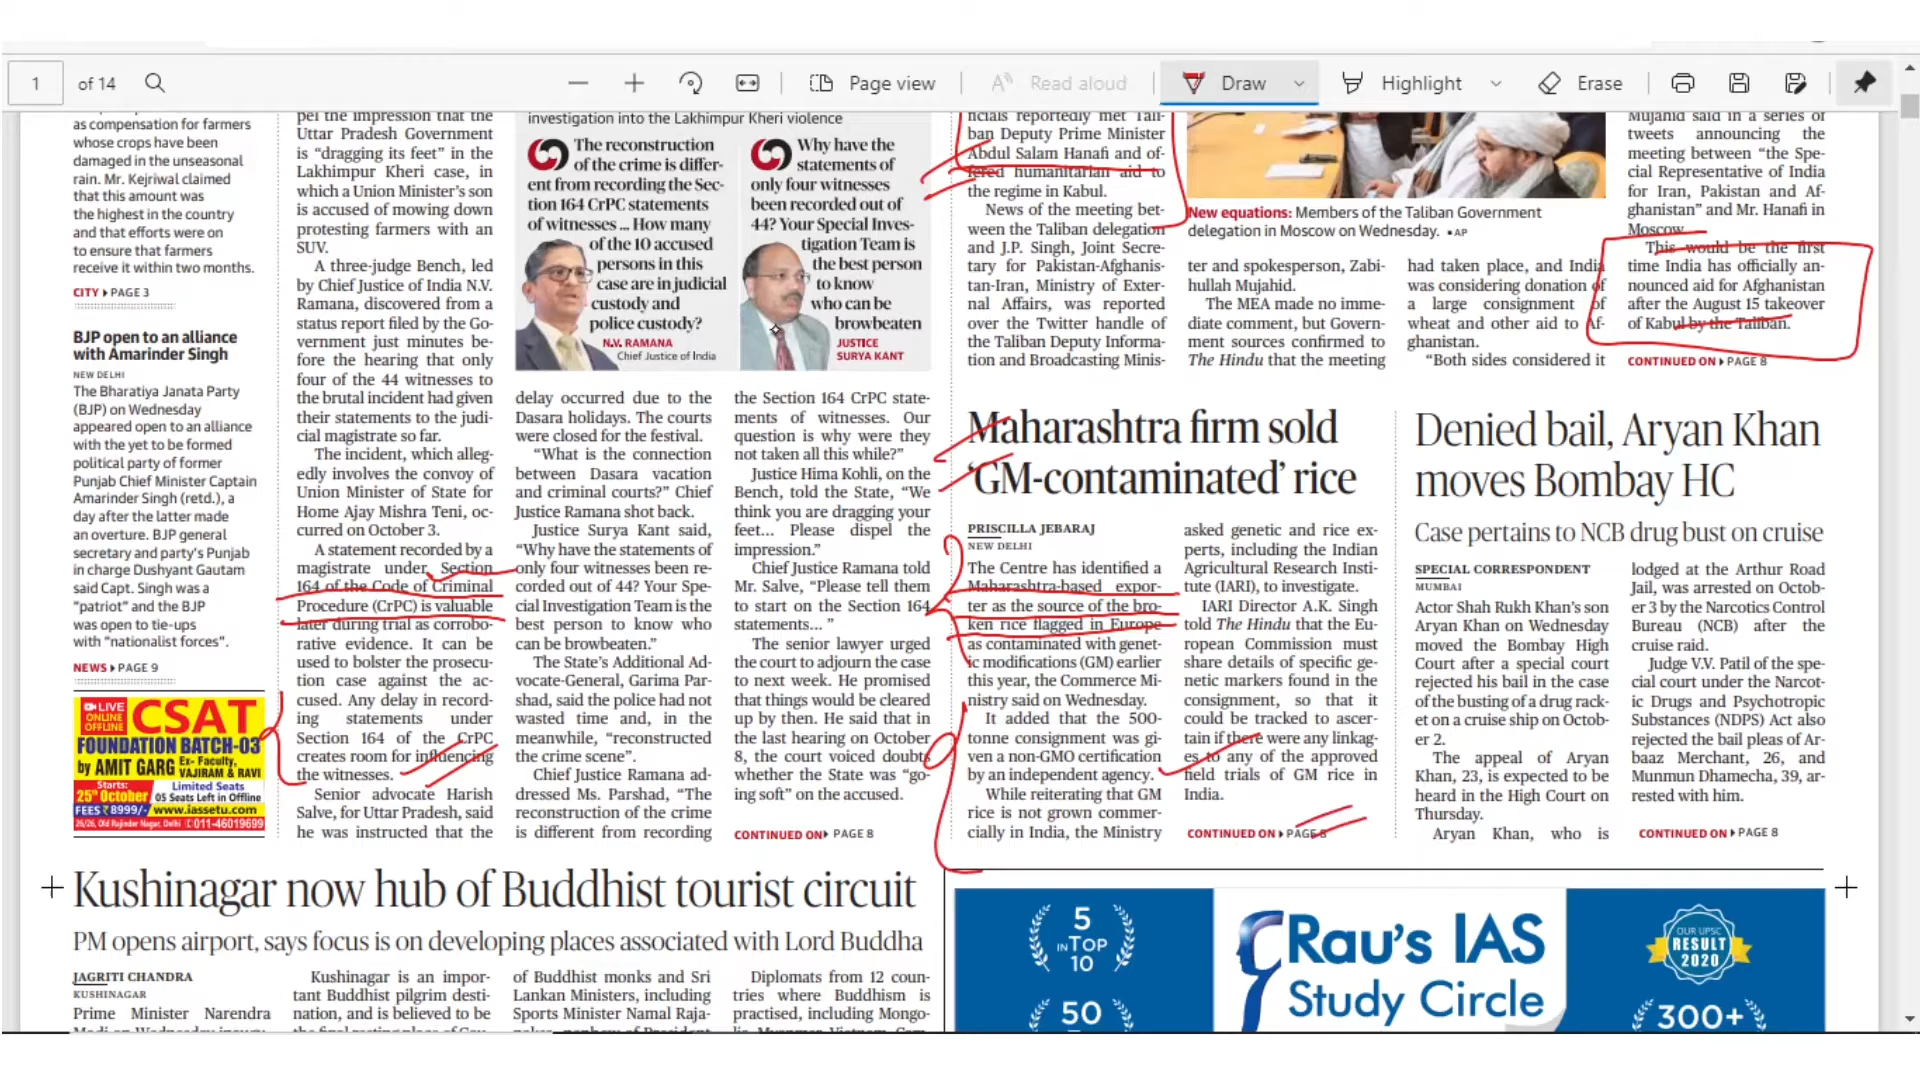 1 of 14
Page view
Read aloud
Draw
Highlight
Erase
as compensation for farmers
whose crops have been
damaged in the unseasonal
rain. Mr. Kejriwal claimed
that this amount was
the highest in the country
and that efforts were on
to ensure that farmers
receive it within two months.
CITY PAGE 3
BJP open to an alliance
with Amarinder Singh
NEW DELHI
The Bharatiya Janata Party
(BJP) on Wednesday
appeared open to an alliance
with the yet to be formed
political party of former
Punjab Chief Minister Captain
Amarinder Singh (retd.), a
day after the latter made
an overture. BJP general
secretary and party's Punjab
in charge Dushyant Gautam
said Capt. Singh was a
"patriot" and the BJP
was open to tie-ups
with "nationalist forces".
NEWS PAGE 9
LIVE
ONLINE
OFFLINE
CSAT
FOUNDATION BATCH-03
by AMIT GARG Ex- Faculty,
VAJIRAM & RAVI
Starts:
25th October
Limited Seats
05 Seats Left in Offline
FEES ₹8999/- www.iassetu.com
26/26, Old Rajinder Nagar, Delhi 011-46019699
pel the impression that the
Uttar Pradesh Government
is "dragging its feet" in the
Lakhimpur Kheri case, in
which a Union Minister's son
is accused of mowing down
protesting farmers with an
SUV.
A three-judge Bench, led
by Chief Justice of India N.V.
Ramana, discovered from a
status report filed by the Go-
vernment just minutes be-
fore the hearing that only
four of the 44 witnesses to
the brutal incident had given
their statements to the judi-
cial magistrate so far.
The incident, which alleg-
edly involves the convoy of
Union Minister of State for
Home Ajay Mishra Teni, oc-
curred on October 3.
A statement recorded by a
magistrate under Section
164 of the Code of Criminal
Procedure (CrPC) is valuable
later during trial as corrobo-
rative evidence. It can be
used to bolster the prosecu-
tion case against the ac-
cused. Any delay in record-
ing statements under
Section 164 of the CrPC
creates room for influencing
the witnesses.
Senior advocate Harish
Salve, for Uttar Pradesh, said
he was instructed that the
investigation into the Lakhimpur Kheri violence
The reconstruction
of the crime is differ-
ent from recording the Sec-
tion 164 CrPC statements
of witnesses ... How many
of the 10 accused
persons in this
case are in judicial
custody and
police custody?
N.V. RAMANA
Chief Justice of India
Why have the
statements of
only four witnesses
been recorded out of
44? Your Special Inves-
tigation Team is
the best person
to know
who can be
browbeaten
JUSTICE
SURYA KANT
delay occurred due to the
Dasara holidays. The courts
were closed for the festival.
"What is the connection
between Dasara vacation
and criminal courts?" Chief
Justice Ramana shot back.
Justice Surya Kant said,
"Why have the statements of
only four witnesses been re-
corded out of 44? Your Spe-
cial Investigation Team is the
best person to know who
can be browbeaten."
The State's Additional Ad-
vocate-General, Garima Par-
shad, said the police had not
wasted time and, in the
meanwhile, "reconstructed
the crime scene".
Chief Justice Ramana ad-
dressed Ms. Parshad, "The
reconstruction of the crime
is different from recording
the Section 164 CrPC state-
ments of witnesses. Our
question is why were they
not taken all this while?"
Justice Hima Kohli, on the
Bench, told the State, "We
think you are dragging your
feet... Please dispel the
impression."
Chief Justice Ramana told
Mr. Salve, "Please tell them
to start on the Section 164
statements... "
The senior lawyer urged
the court to adjourn the case
to next week. He promised
that things would be cleared
up by then. He said that in
the last hearing on October
8, the court voiced doubts
whether the State was "go-
ing soft" on the accused.
CONTINUED ON PAGE 8
ncials reportedly met Tali-
ban Deputy Prime Minister
Abdul Salam Hanafi and of-
fered humanitarian aid to
the regime in Kabul.
News of the meeting bet-
ween the Taliban delegation
and J.P. Singh, Joint Secre-
tary for Pakistan-Afghanis-
tan-Iran, Ministry of Exter-
nal Affairs, was reported
over the Twitter handle of
the Taliban Deputy Informa-
tion and Broadcasting Minis-
New equations: Members of the Taliban Government
delegation in Moscow on Wednesday. ▪AP
ter and spokesperson, Zabi-
hullah Mujahid.
The MEA made no imme-
diate comment, but Govern-
ment sources confirmed to
The Hindu that the meeting
had taken place, and India
was considering donation of
a large consignment of
wheat and other aid to Af-
ghanistan.
"Both sides considered it
Mujahid said in a series of
tweets announcing the
meeting between "the Spe-
cial Representative of India
for Iran, Pakistan and Af-
ghanistan" and Mr. Hanafi in
Moscow.
This would be the first
time India has officially an-
nounced aid for Afghanistan
after the August 15 takeover
of Kabul by the Taliban.
CONTINUED ON PAGE 8
Maharashtra firm sold
'GM-contaminated' rice
PRISCILLA JEBARAJ
NEW DELHI
The Centre has identified a
Maharashtra-based expor-
ter as the source of the bro-
ken rice flagged in Europe
as contaminated with genet-
ic modifications (GM) earlier
this year, the Commerce Mi-
nistry said on Wednesday.
It added that the 500-
tonne consignment was gi-
ven a non-GMO certification
by an independent agency.
While reiterating that GM
rice is not grown commer-
cially in India, the Ministry
asked genetic and rice ex-
perts, including the Indian
Agricultural Research Insti-
tute (IARI), to investigate.
IARI Director A.K. Singh
told The Hindu that the Eu-
ropean Commission must
share details of specific ge-
netic markers found in the
consignment, so that it
could be tracked to ascer-
tain if there were any linkag-
es to any of the approved
field trials of GM rice in
India.
CONTINUED ON PAGE 8
Denied bail, Aryan Khan
moves Bombay HC
Case pertains to NCB drug bust on cruise
SPECIAL CORRESPONDENT
MUMBAI
Actor Shah Rukh Khan's son
Aryan Khan on Wednesday
moved the Bombay High
Court after a special court
rejected his bail in the case
of the busting of a drug rack-
et on a cruise ship on Octob-
er 2.
The appeal of Aryan
Khan, 23, is expected to be
heard in the High Court on
Thursday.
Aryan Khan, who is
lodged at the Arthur Road
Jail, was arrested on Octob-
er 3 by the Narcotics Control
Bureau (NCB) after the
cruise raid.
Judge V.V. Patil of the spe-
cial court under the Narcot-
ic Drugs and Psychotropic
Substances (NDPS) Act also
rejected the bail pleas of Ar-
baaz Merchant, 26, and
Munmun Dhamecha, 39, ar-
rested with him.
CONTINUED ON PAGE 8
Kushinagar now hub of Buddhist tourist circuit
PM opens airport, says focus is on developing places associated with Lord Buddha
JAGRITI CHANDRA
KUSHINAGAR
Prime Minister Narendra
Kushinagar is an impor-
tant Buddhist pilgrim desti-
nation, and is believed to be
of Buddhist monks and Sri
Lankan Ministers, including
Sports Minister Namal Raja-
Diplomats from 12 coun-
tries where Buddhism is
practised, including Mongo-
5
IN TOP
10
50
Rau's IAS
Study Circle
OUR UPSC
RESULT
2020
300+